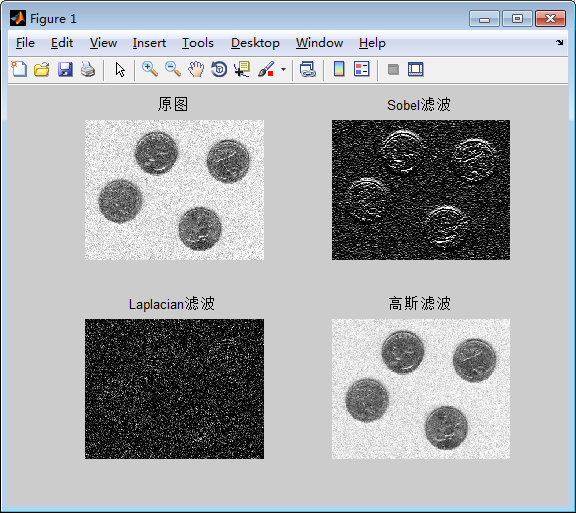 Figure 1
File Edit View Insert Tools Desktop Window Help
原图
Sobel滤波
Laplacian滤波
高斯滤波